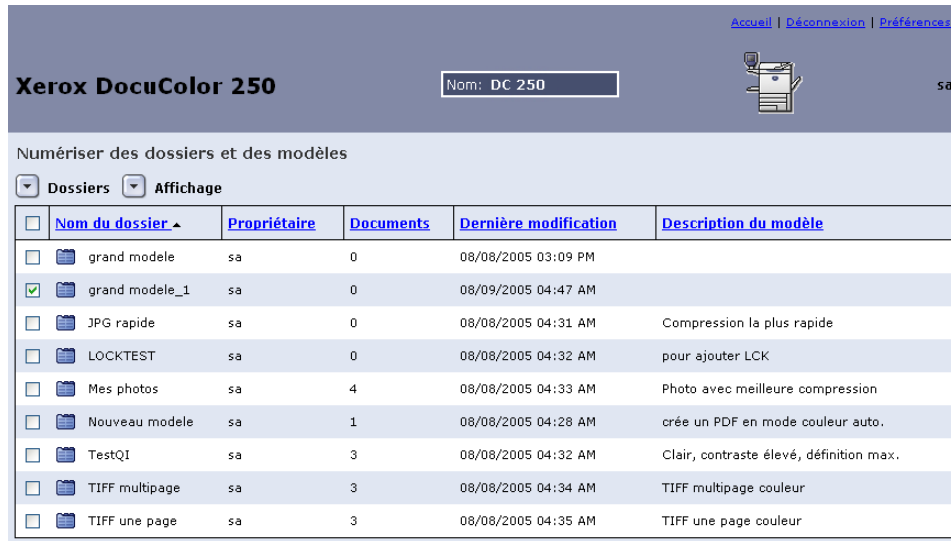 Accueil | Déconnexion | Préférences
Xerox DocuColor 250 Nom: DC 250 sa
Numériser des dossiers et des modèles
Dossiers Affichage
Nom du dossier Propriétaire Documents Dernière modification Description du modèle
grand modele sa 0 08/08/2005 03:09 PM
grand modele_1 sa 0 08/09/2005 04:47 AM
JPG rapide sa 0 08/08/2005 04:31 AM Compression la plus rapide
LOCKTEST sa 0 08/08/2005 04:32 AM pour ajouter LCK
Mes photos sa 4 08/08/2005 04:33 AM Photo avec meilleure compression
Nouveau modele sa 1 08/08/2005 04:28 AM crée un PDF en mode couleur auto.
TestQI sa 3 08/08/2005 04:32 AM Clair, contraste élevé, définition max.
TIFF multipage sa 3 08/08/2005 04:34 AM TIFF multipage couleur
TIFF une page sa 3 08/08/2005 04:35 AM TIFF une page couleur